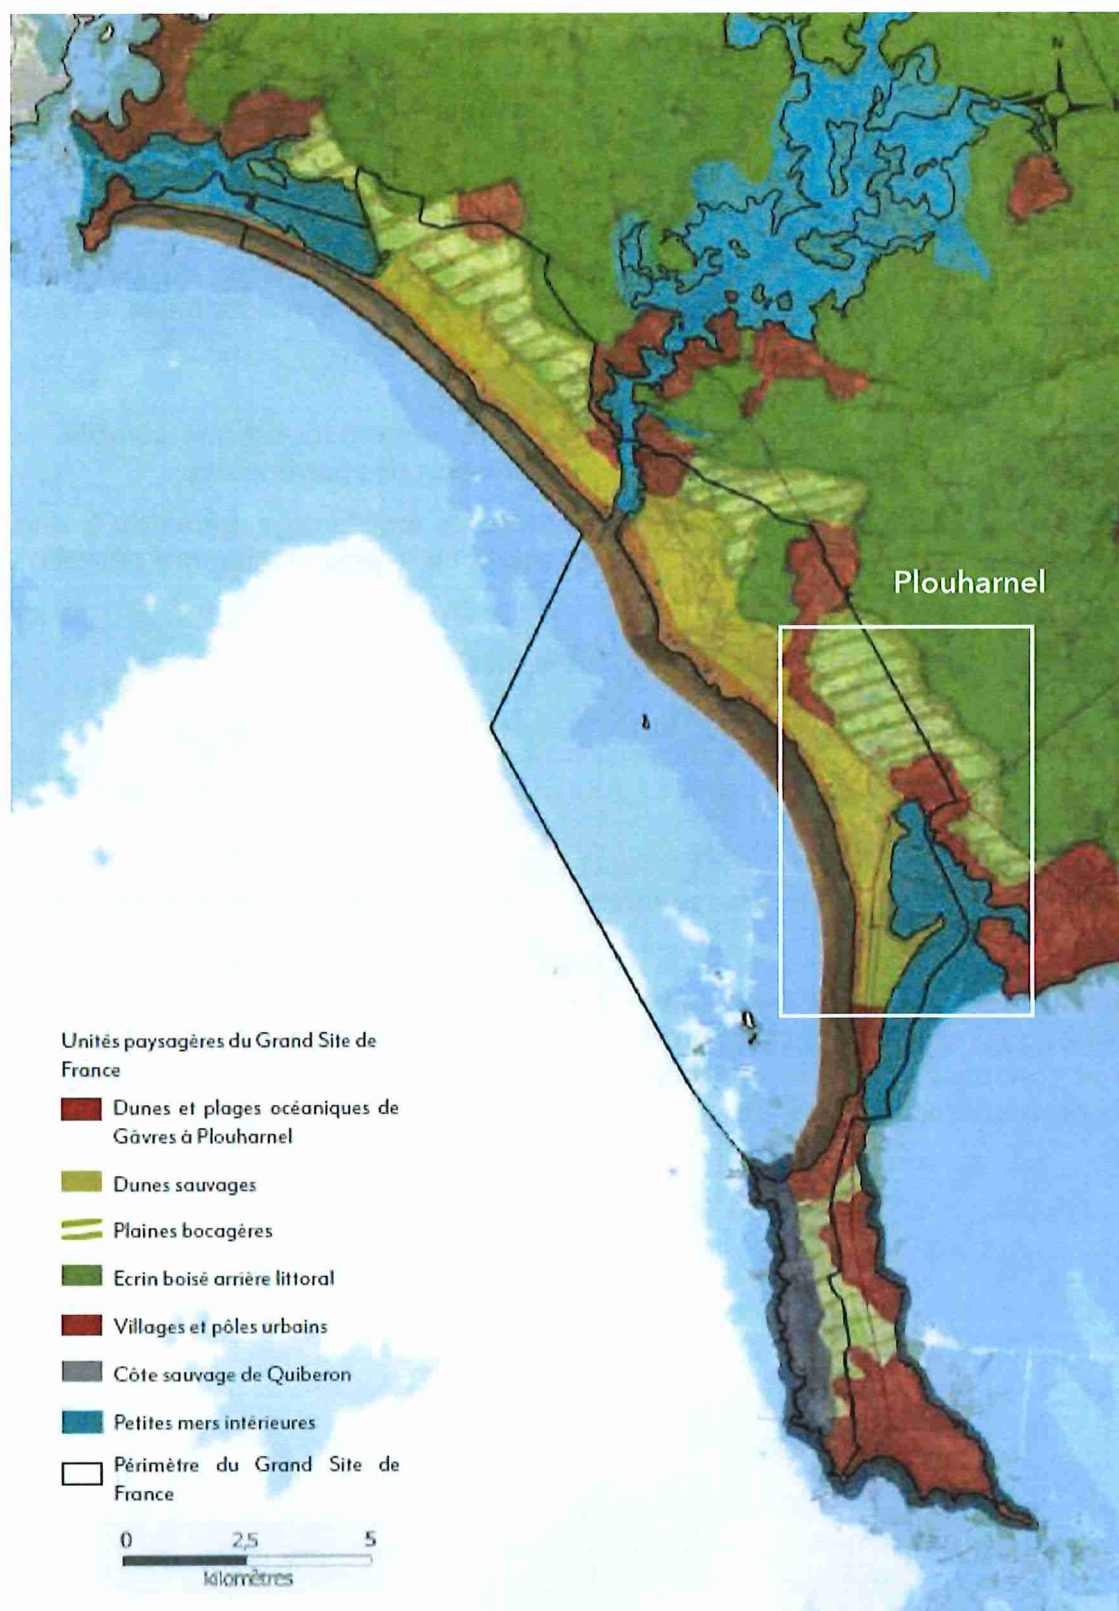 N
Plouharnel
Unités paysagères du Grand Site de
France
Dunes et plages océaniques de
Gâvres à Plouharnel
Dunes sauvages
Plaines bocagères
Ecrin boisé arrière littoral
Villages et pôles urbains
Côte sauvage de Quiberon
Petites mers intérieures
Périmètre du Grand Site de
France
0 2,5 5
kilomètres